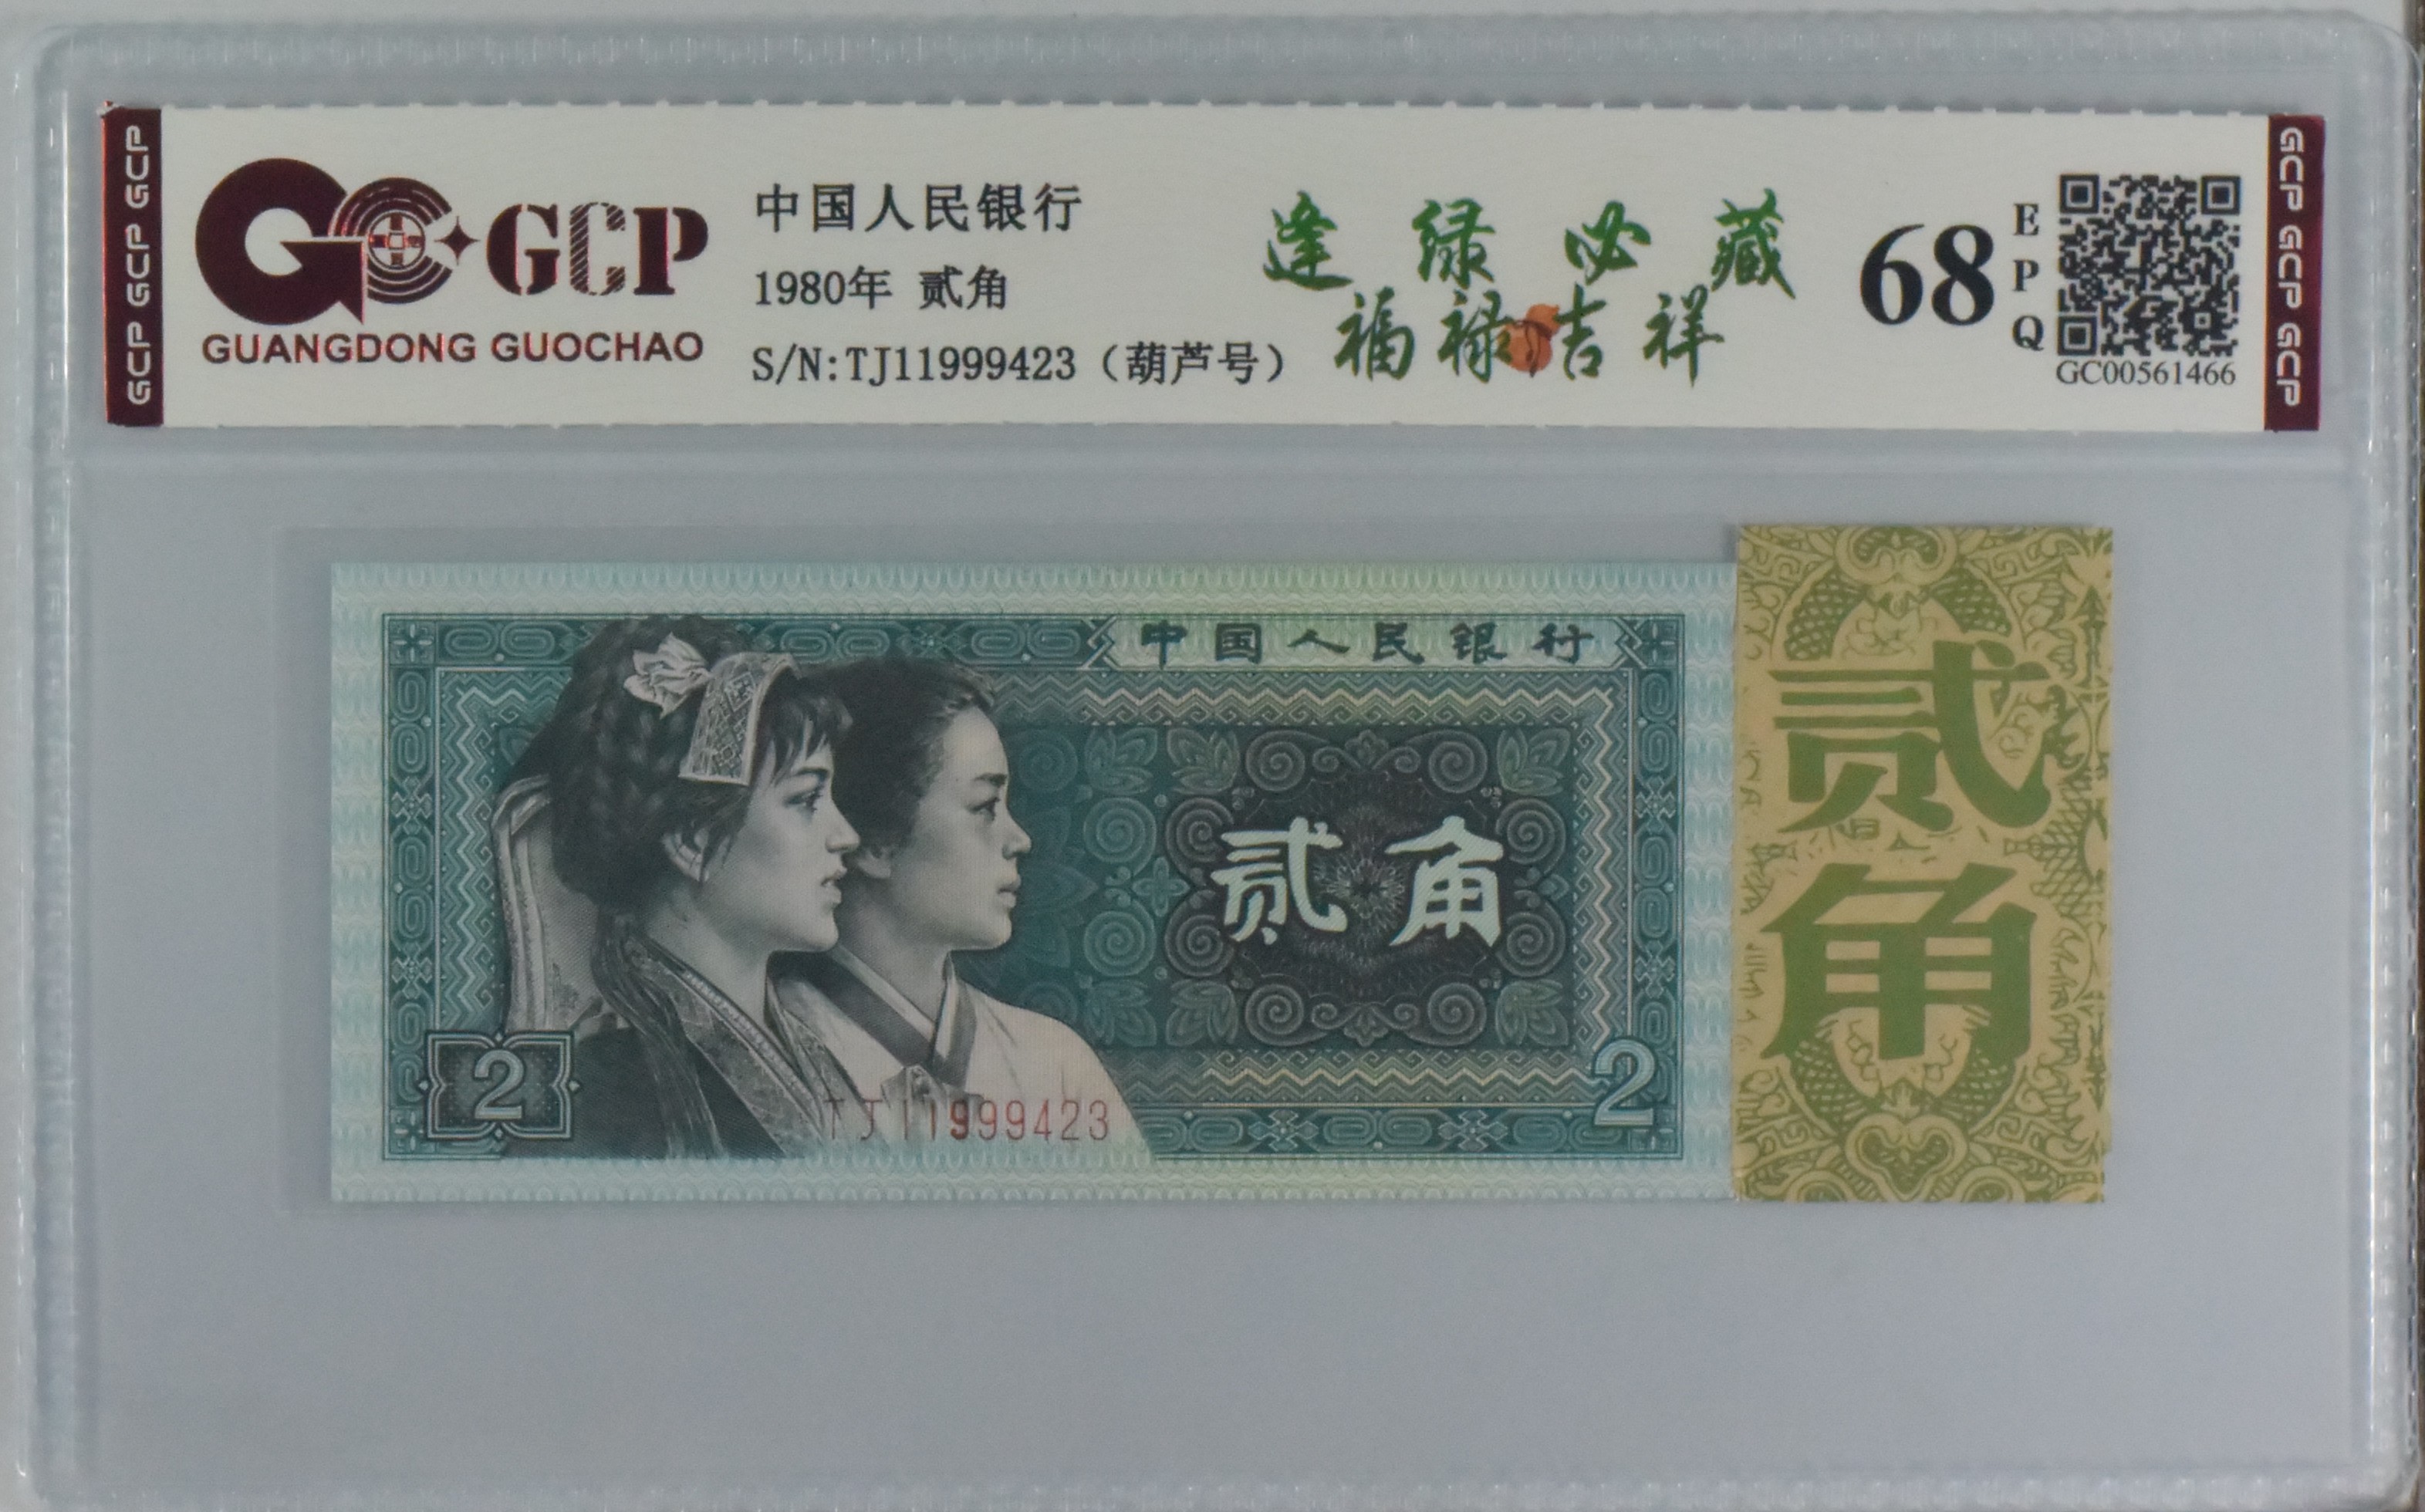 GCP GCP GCP
GCP
GUANGDONG GUOCHAO
中国人民银行
1980年 贰角
S/N:TJ11999423（葫芦号）
逢绿必藏
福禄吉祥
68
EPQ
GC00561466
GCP GCP GCP
中国人民银行
贰角
2
2
TJ11999423
贰角